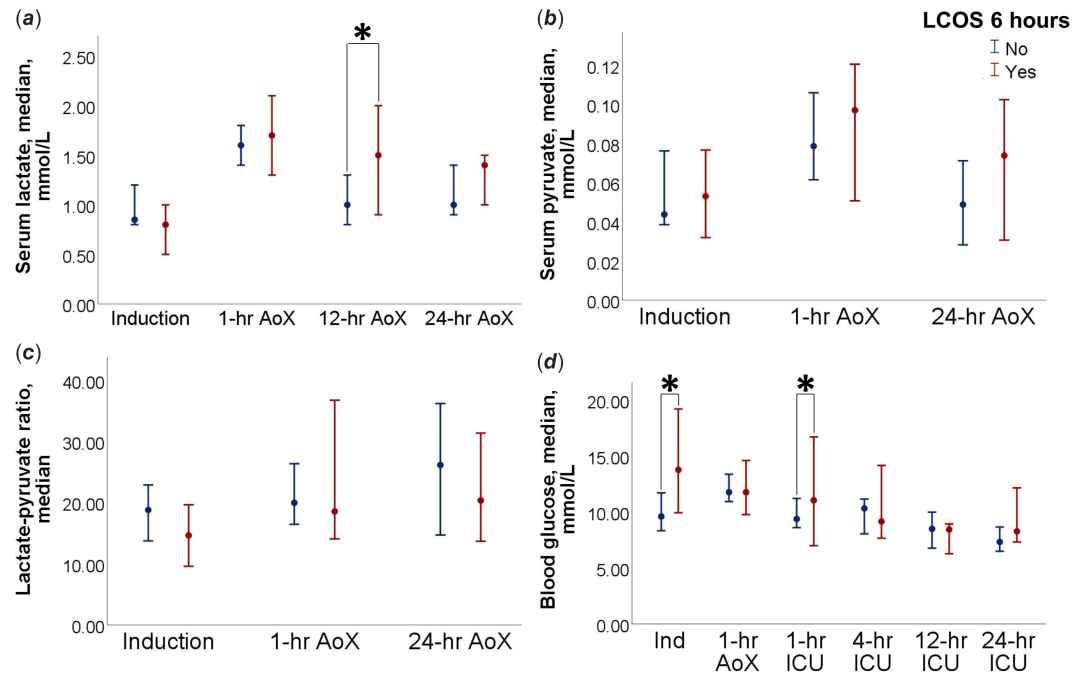 (a)
*
Serum lactate, median,
mmol/L
2.50
2.00
1.50
1.00
0.50
0.00
Induction 1-hr AoX 12-hr AoX 24-hr AoX
(b)
LCOS 6 hours
No
Yes
Serum pyruvate, median,
mmol/L
0.12
0.10
0.08
0.06
0.04
0.02
0.00
Induction 1-hr AoX 24-hr AoX
(c)
Lactate-pyruvate ratio,
median
40.00
30.00
20.00
10.00
0.00
Induction 1-hr AoX 24-hr AoX
(d)
* *
Blood glucose, median,
mmol/L
20.00
15.00
10.00
5.00
0.00
Ind 1-hr 1-hr 4-hr 12-hr 24-hr
AoX ICU ICU ICU ICU